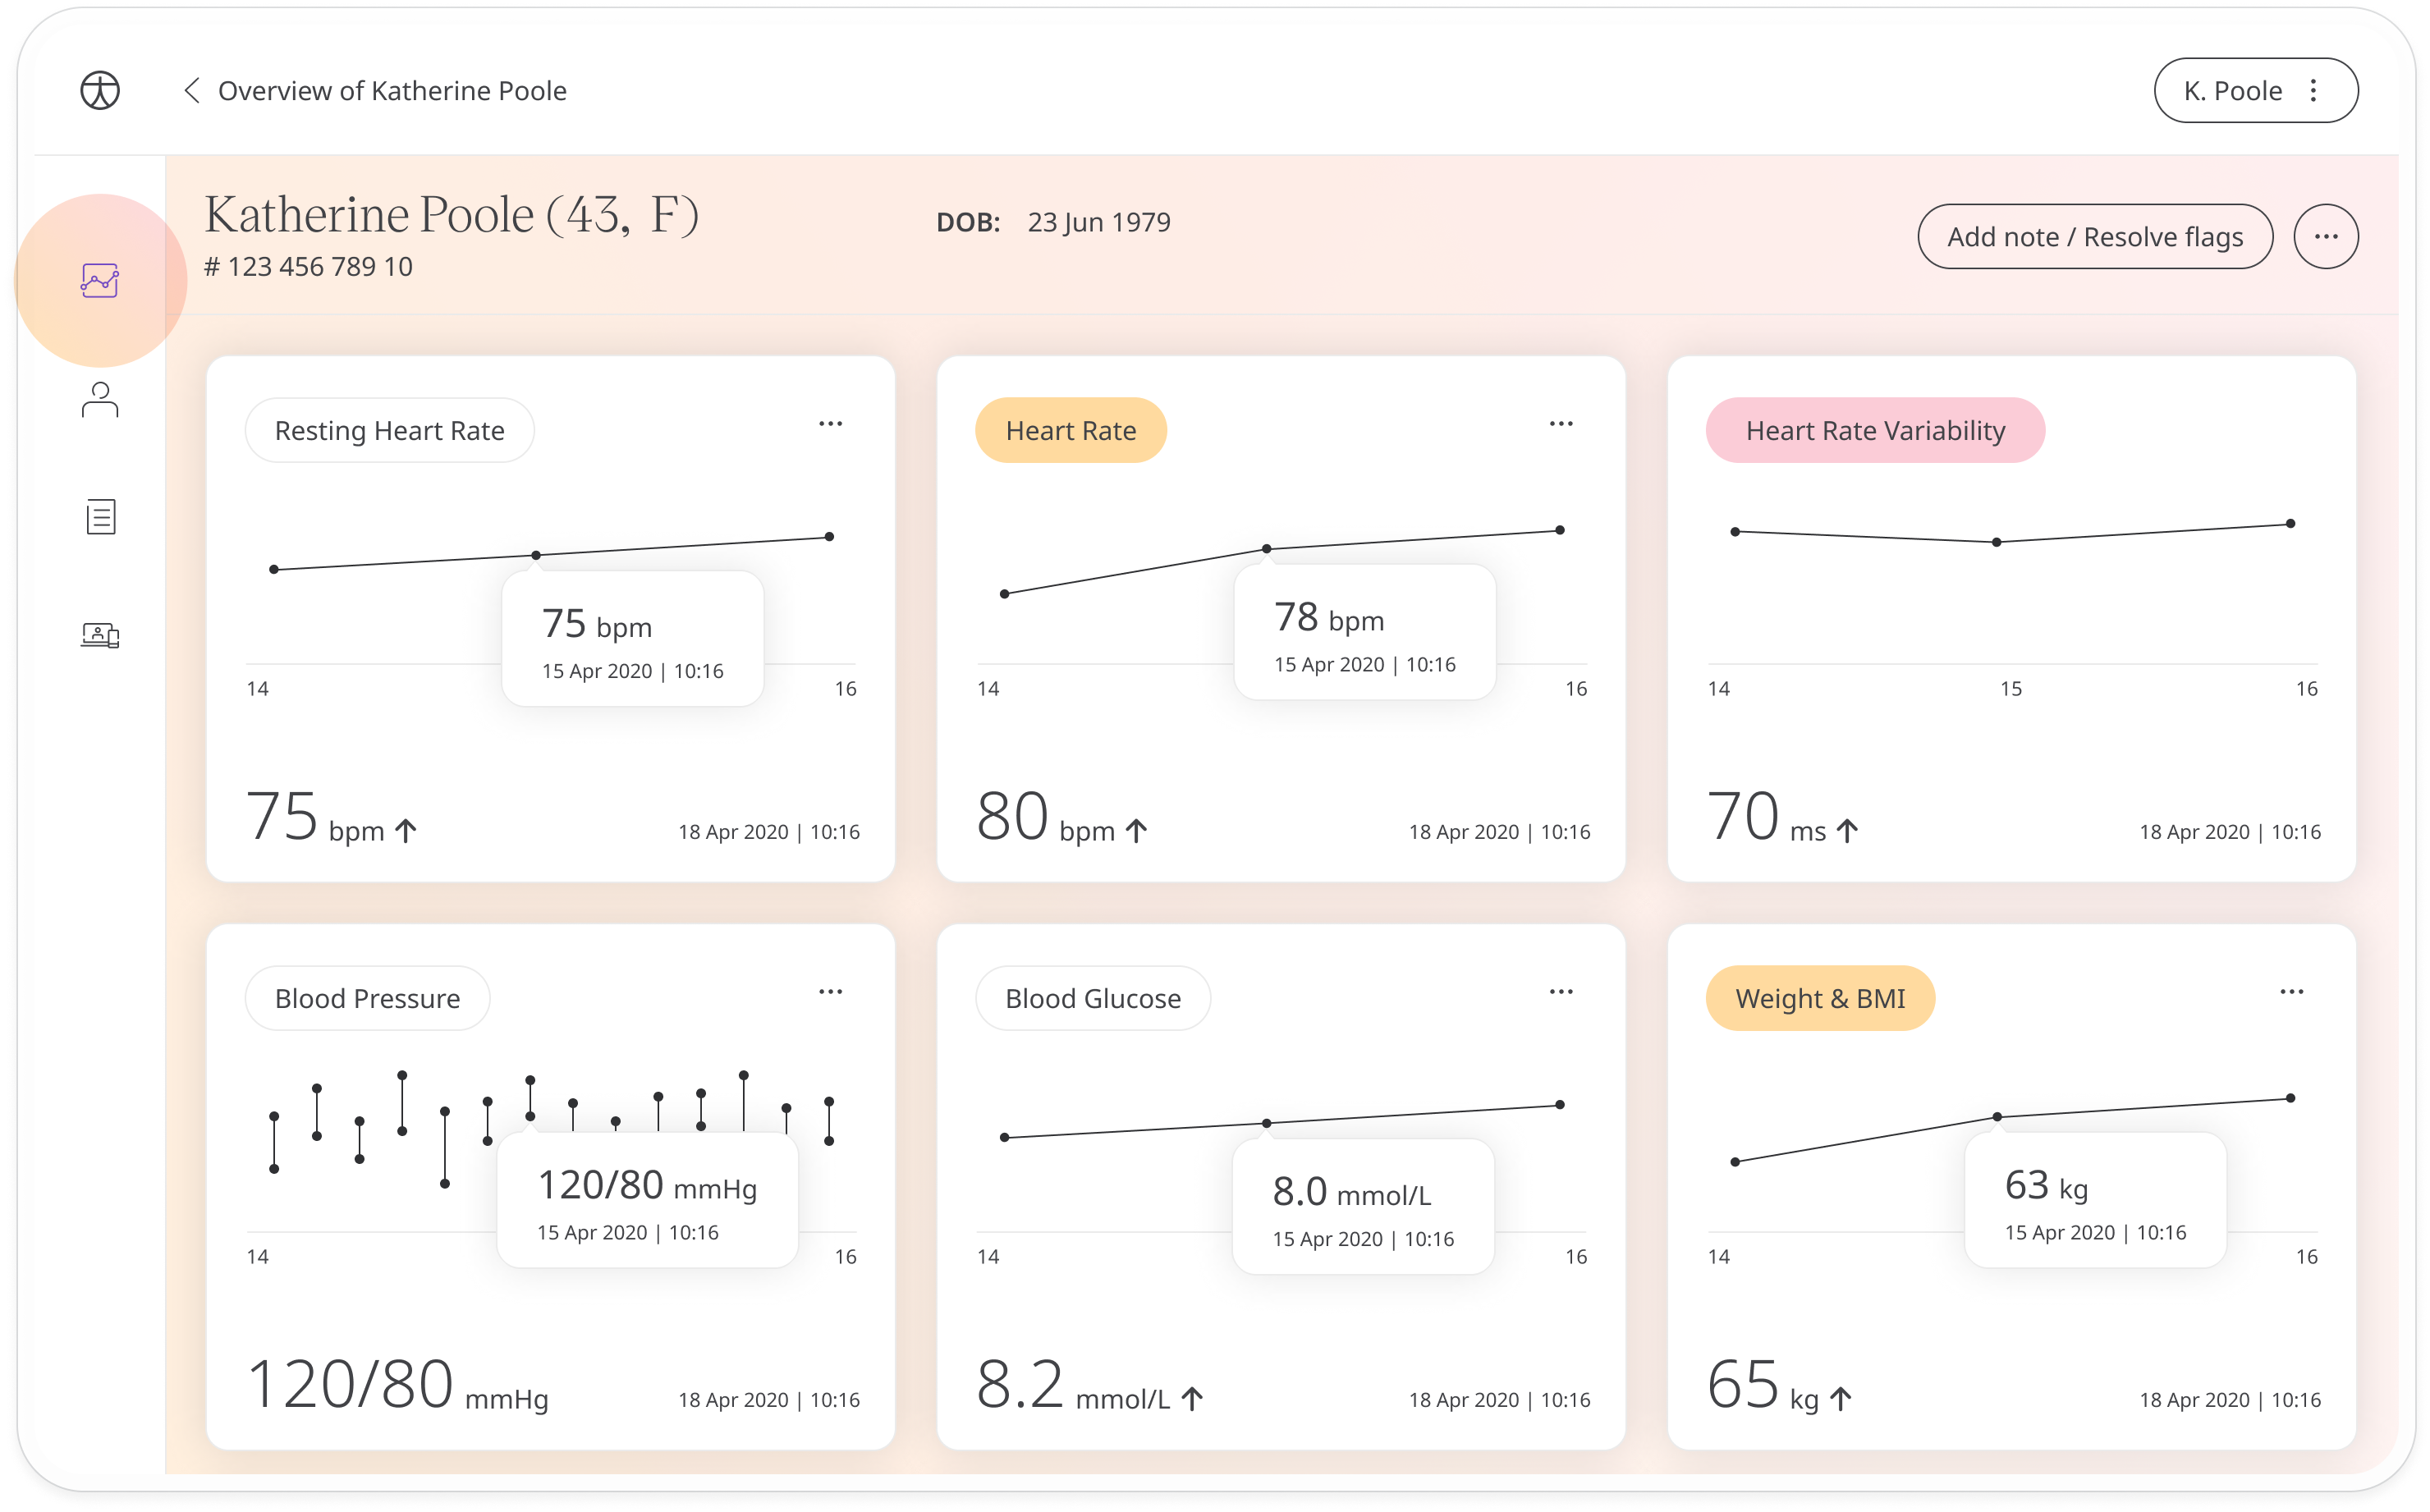 Overview of Katherine Poole
K. Poole
Katherine Poole (43, F)
# 123 456 789 10
DOB: 23 Jun 1979
Add note / Resolve flags
Resting Heart Rate
75 bpm
15 Apr 2020 | 10:16
14 16
75 bpm ↑ 18 Apr 2020 | 10:16
Heart Rate
78 bpm
15 Apr 2020 | 10:16
14 16
80 bpm ↑ 18 Apr 2020 | 10:16
Heart Rate Variability
14 15 16
70 ms ↑ 18 Apr 2020 | 10:16
Blood Pressure
120/80 mmHg
15 Apr 2020 | 10:16
14 16
120/80 mmHg 18 Apr 2020 | 10:16
Blood Glucose
8.0 mmol/L
15 Apr 2020 | 10:16
14 16
8.2 mmol/L ↑ 18 Apr 2020 | 10:16
Weight & BMI
63 kg
15 Apr 2020 | 10:16
14 16
65 kg ↑ 18 Apr 2020 | 10:16